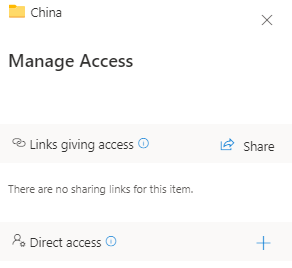 China
Manage Access
Links giving access
Share
There are no sharing links for this item.
Direct access